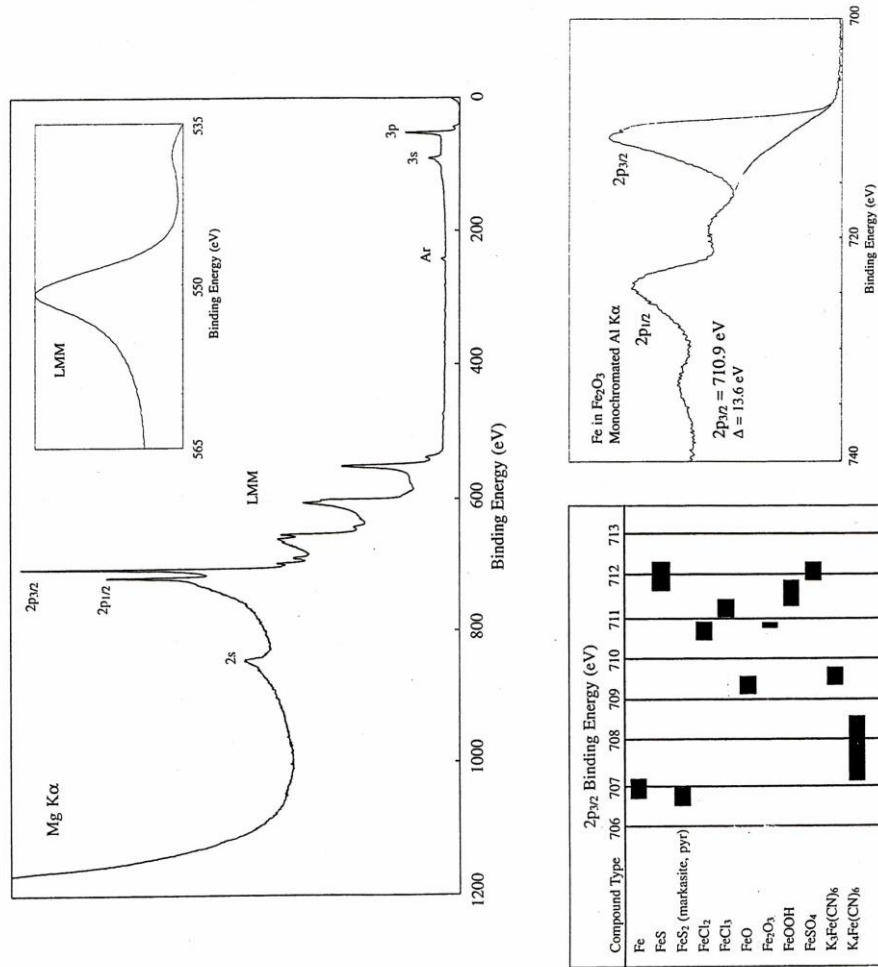 Mg Kα
2s
2p1/2
2p3/2
LMM
Ar
3s
3p
1200
1000
800
600
400
200
0
Binding Energy (eV)
LMM
565
550
535
Binding Energy (eV)
Compound Type
2p3/2 Binding Energy (eV)
706
707
708
709
710
711
712
713
Fe
FeS
FeS2 (markasite, pyr)
FeCl2
FeCl3
FeO
Fe2O3
FeOOH
FeSO4
K3Fe(CN)6
K4Fe(CN)6
Fe in Fe2O3
Monochromated Al Kα
2p1/2
2p3/2
2p3/2 = 710.9 eV
Δ = 13.6 eV
740
720
700
Binding Energy (eV)